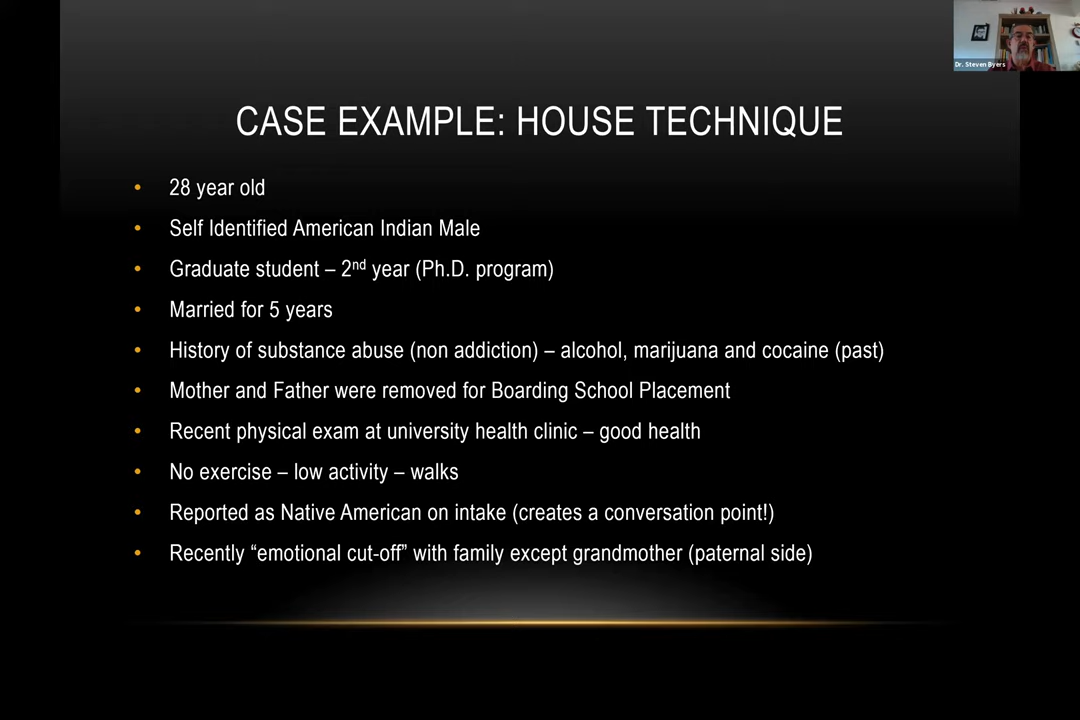 Dr. Steven Byers
CASE EXAMPLE: HOUSE TECHNIQUE
• 28 year old
• Self Identified American Indian Male
• Graduate student – 2nd year (Ph.D. program)
• Married for 5 years
• History of substance abuse (non addiction) – alcohol, marijuana and cocaine (past)
• Mother and Father were removed for Boarding School Placement
• Recent physical exam at university health clinic – good health
• No exercise – low activity – walks
• Reported as Native American on intake (creates a conversation point!)
• Recently “emotional cut-off” with family except grandmother (paternal side)